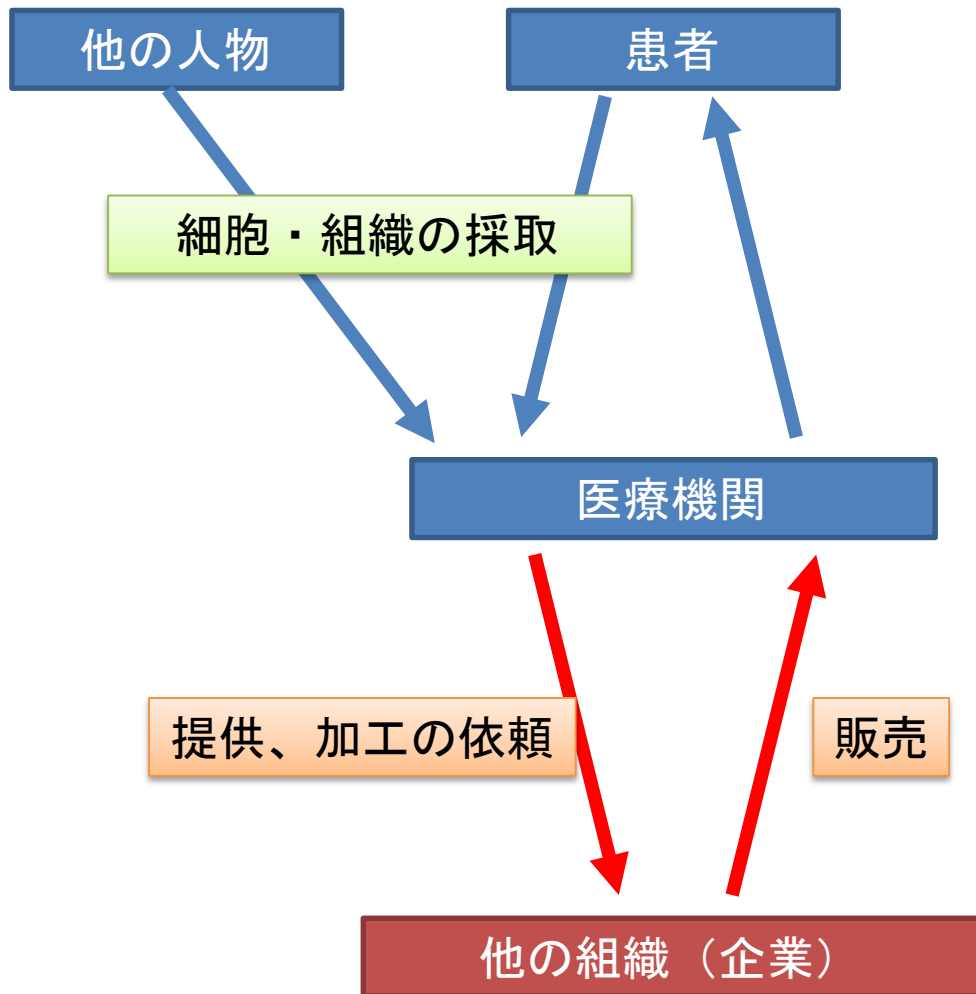 他の人物
患者
細胞・組織の採取
医療機関
提供、加工の依頼
販売
他の組織（企業）